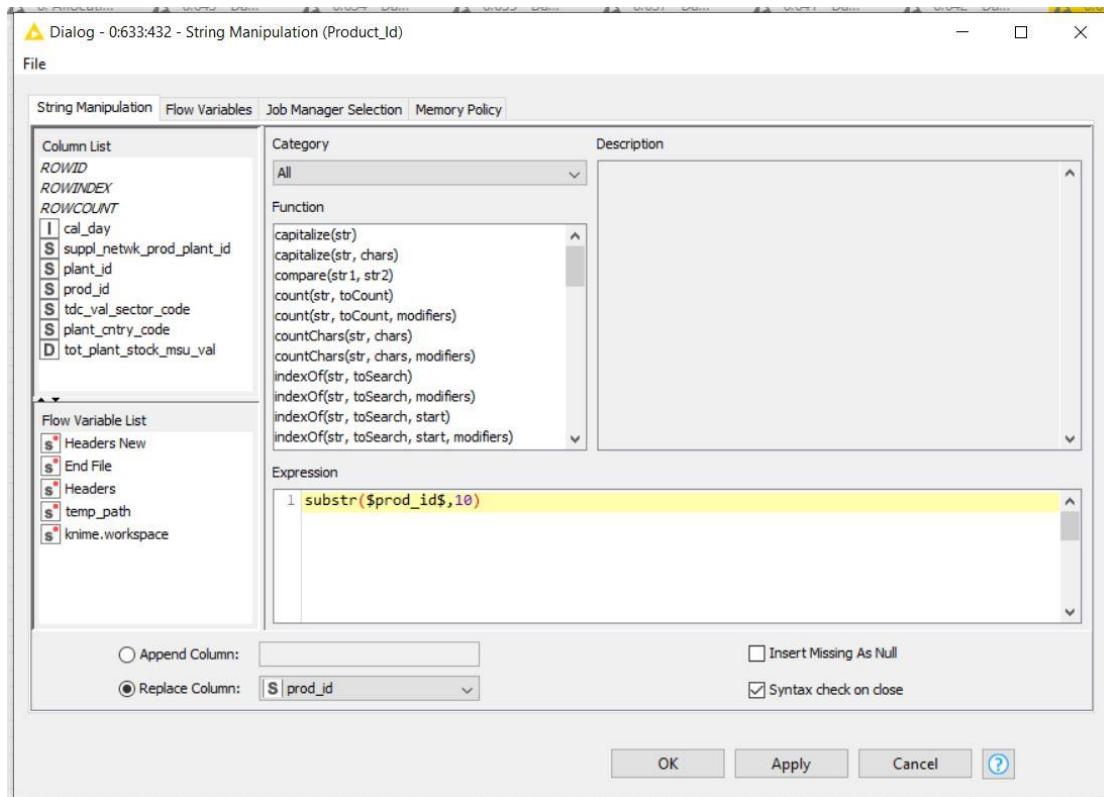 Dialog - 0:633:432 - String Manipulation (Product_Id)
File
String Manipulation Flow Variables Job Manager Selection Memory Policy
Column List
ROWID
ROWINDEX
ROWCOUNT
I cal_day
S suppl_netwk_prod_plant_id
S plant_id
S prod_id
S tdc_val_sector_code
S plant_cntry_code
D tot_plant_stock_msu_val
Flow Variable List
s Headers New
s End File
s Headers
s temp_path
s knime.workspace
Category
All
Function
capitalize(str)
capitalize(str, chars)
compare(str1, str2)
count(str, toCount)
count(str, toCount, modifiers)
countChars(str, chars)
countChars(str, chars, modifiers)
indexOf(str, toSearch)
indexOf(str, toSearch, modifiers)
indexOf(str, toSearch, start)
indexOf(str, toSearch, start, modifiers)
Description
Expression
1 substr($prod_id$,10)
Append Column:
Replace Column: S prod_id
Insert Missing As Null
Syntax check on close
OK Apply Cancel ?